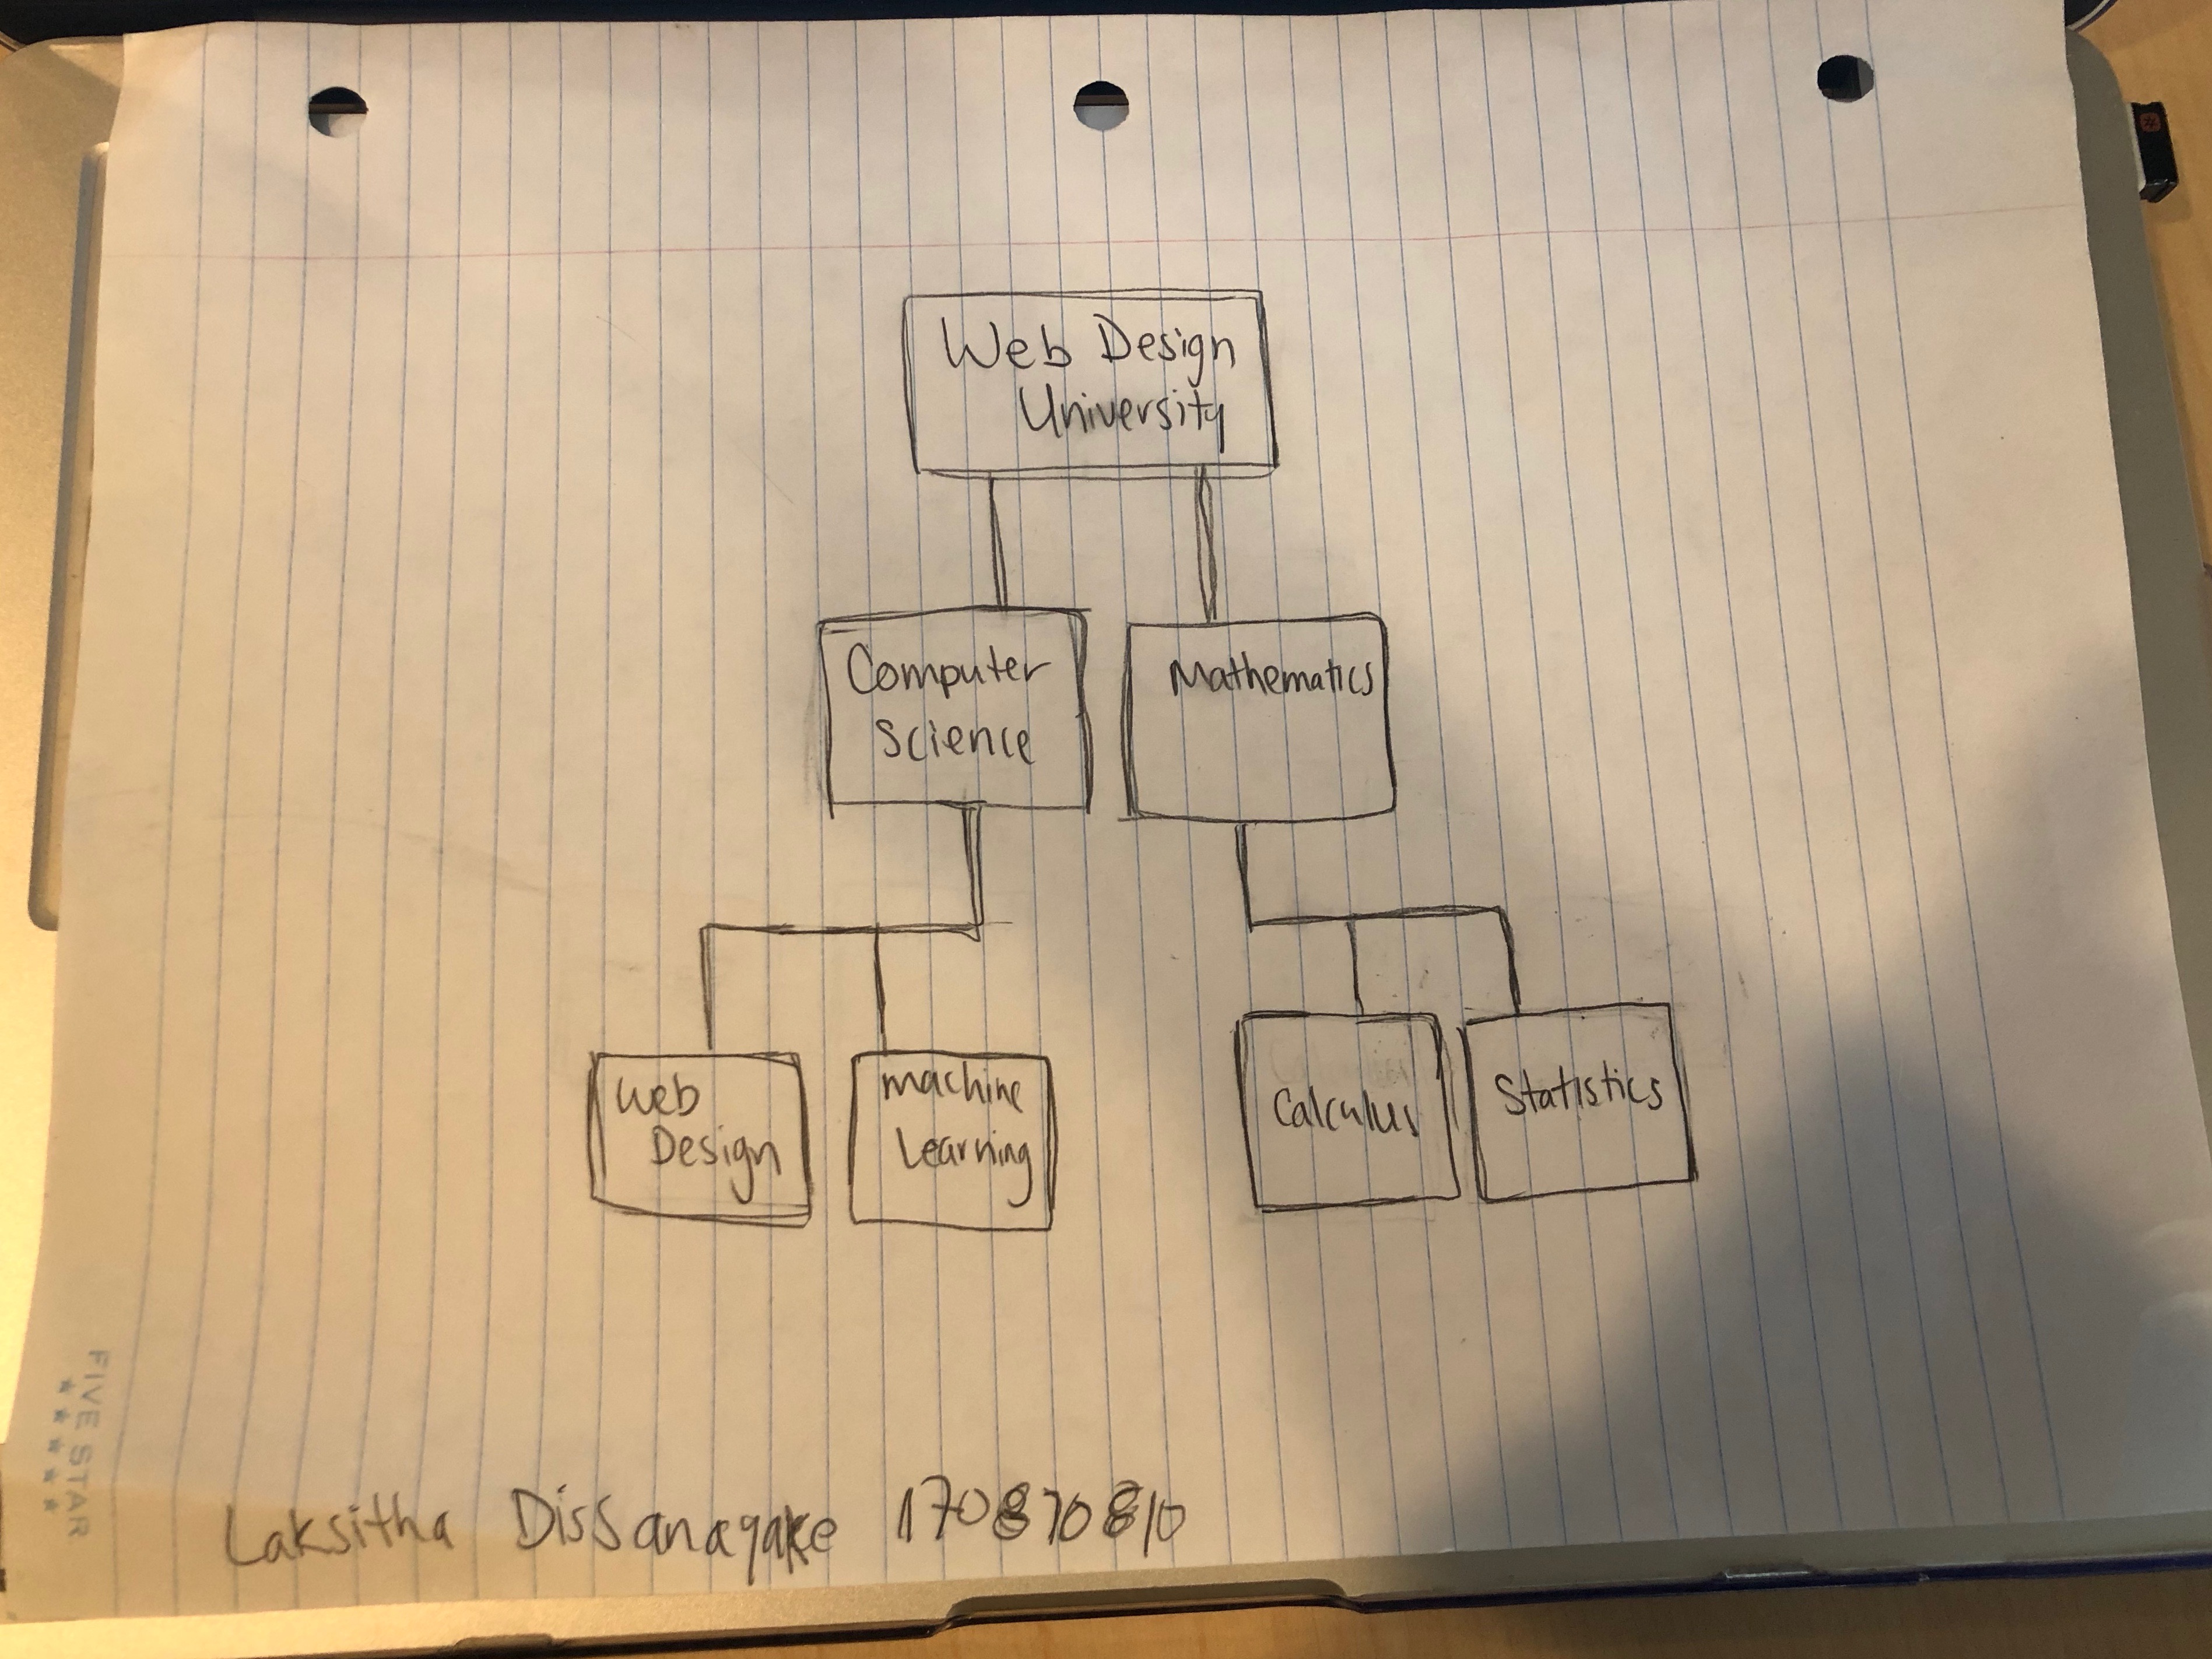 Web Design
University
Computer
Science
Mathematics
Web
Design
Machine
Learning
Calculus
Statistics
FIVE STAR
★★★★★
Laksitha Dissanayake 170870810